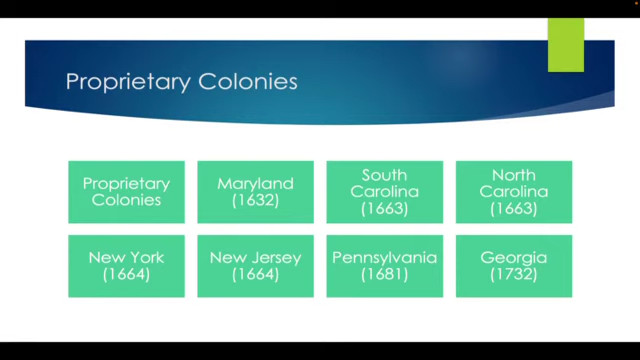 Proprietary Colonies
Proprietary
Colonies
Maryland
(1632)
South
Carolina
(1663)
North
Carolina
(1663)
New York
(1664)
New Jersey
(1664)
Pennsylvania
(1681)
Georgia
(1732)